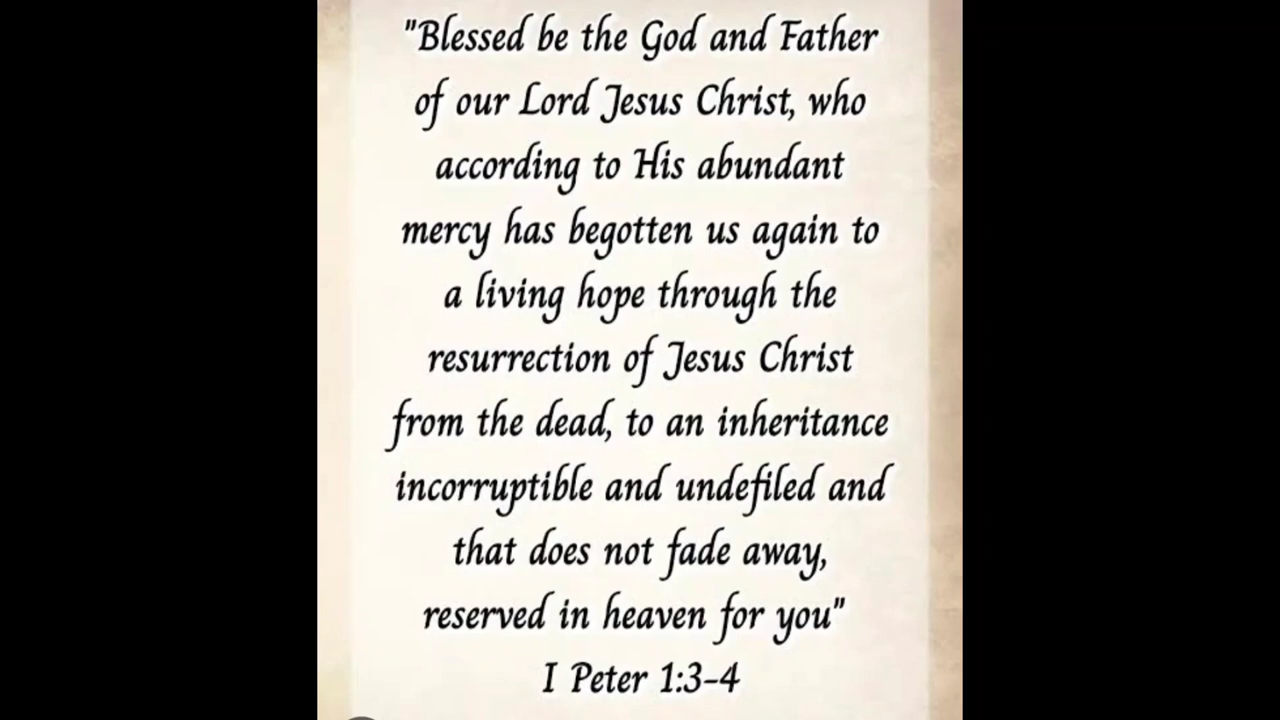 "Blessed be the God and Father
of our Lord Jesus Christ, who
according to His abundant
mercy has begotten us again to
a living hope through the
resurrection of Jesus Christ
from the dead, to an inheritance
incorruptible and undefiled and
that does not fade away,
reserved in heaven for you"
I Peter 1:3-4